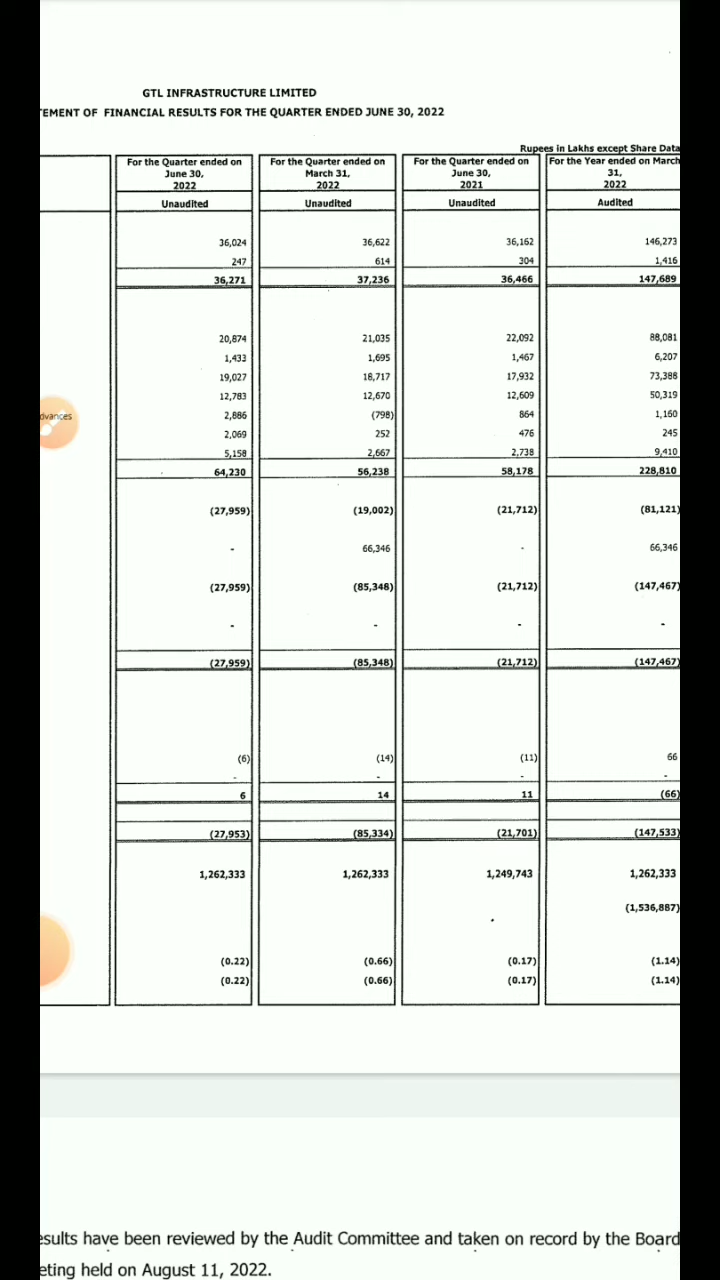 GTL INFRASTRUCTURE LIMITED
TEMENT OF FINANCIAL RESULTS FOR THE QUARTER ENDED JUNE 30, 2022
Rupees in Lakhs except Share Data
For the Quarter ended on June 30, 2022 For the Quarter ended on March 31, 2022 For the Quarter ended on June 30, 2021 For the Year ended on March 31, 2022
Unaudited Unaudited Unaudited Audited
36,024 36,622 36,162 146,273
247 614 304 1,416
36,271 37,236 36,466 147,689
20,874 21,035 22,092 88,081
1,433 1,695 1,467 6,207
19,027 18,717 17,932 73,388
12,783 12,670 12,609 50,319
dvances 2,886 (798) 864 1,160
2,069 252 476 245
5,158 2,667 2,738 9,410
64,230 56,238 58,178 228,810
(27,959) (19,002) (21,712) (81,121)
- 66,346 - 66,346
(27,959) (85,348) (21,712) (147,467)
- - - -
(27,959) (85,348) (21,712) (147,467)
(6) (14) (11) 66
- - - -
6 14 11 (66)
(27,953) (85,334) (21,701) (147,533)
1,262,333 1,262,333 1,249,743 1,262,333
(1,536,887)
(0.22) (0.66) (0.17) (1.14)
(0.22) (0.66) (0.17) (1.14)
esults have been reviewed by the Audit Committee and taken on record by the Board
eting held on August 11, 2022.